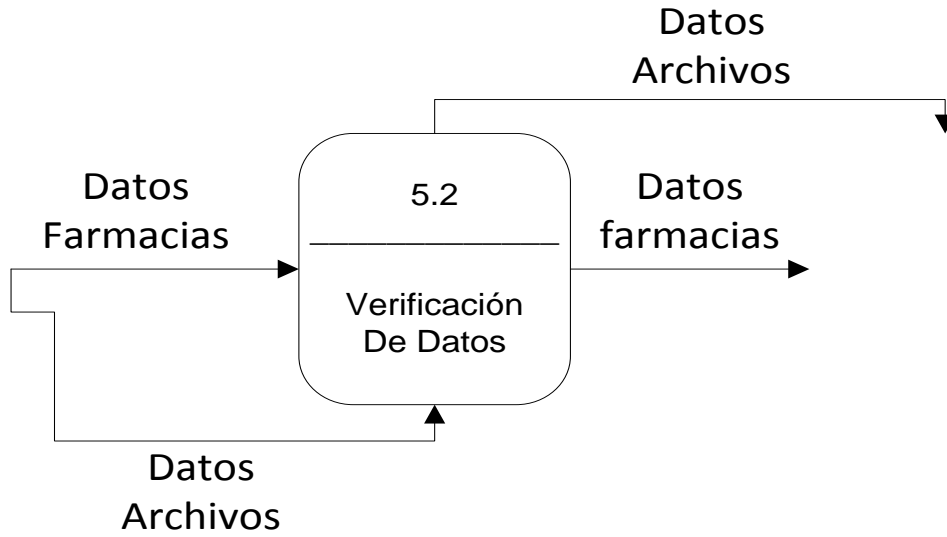 Datos
Archivos
Datos
Farmacias
5.2
Verificación
De Datos
Datos
farmacias
Datos
Archivos